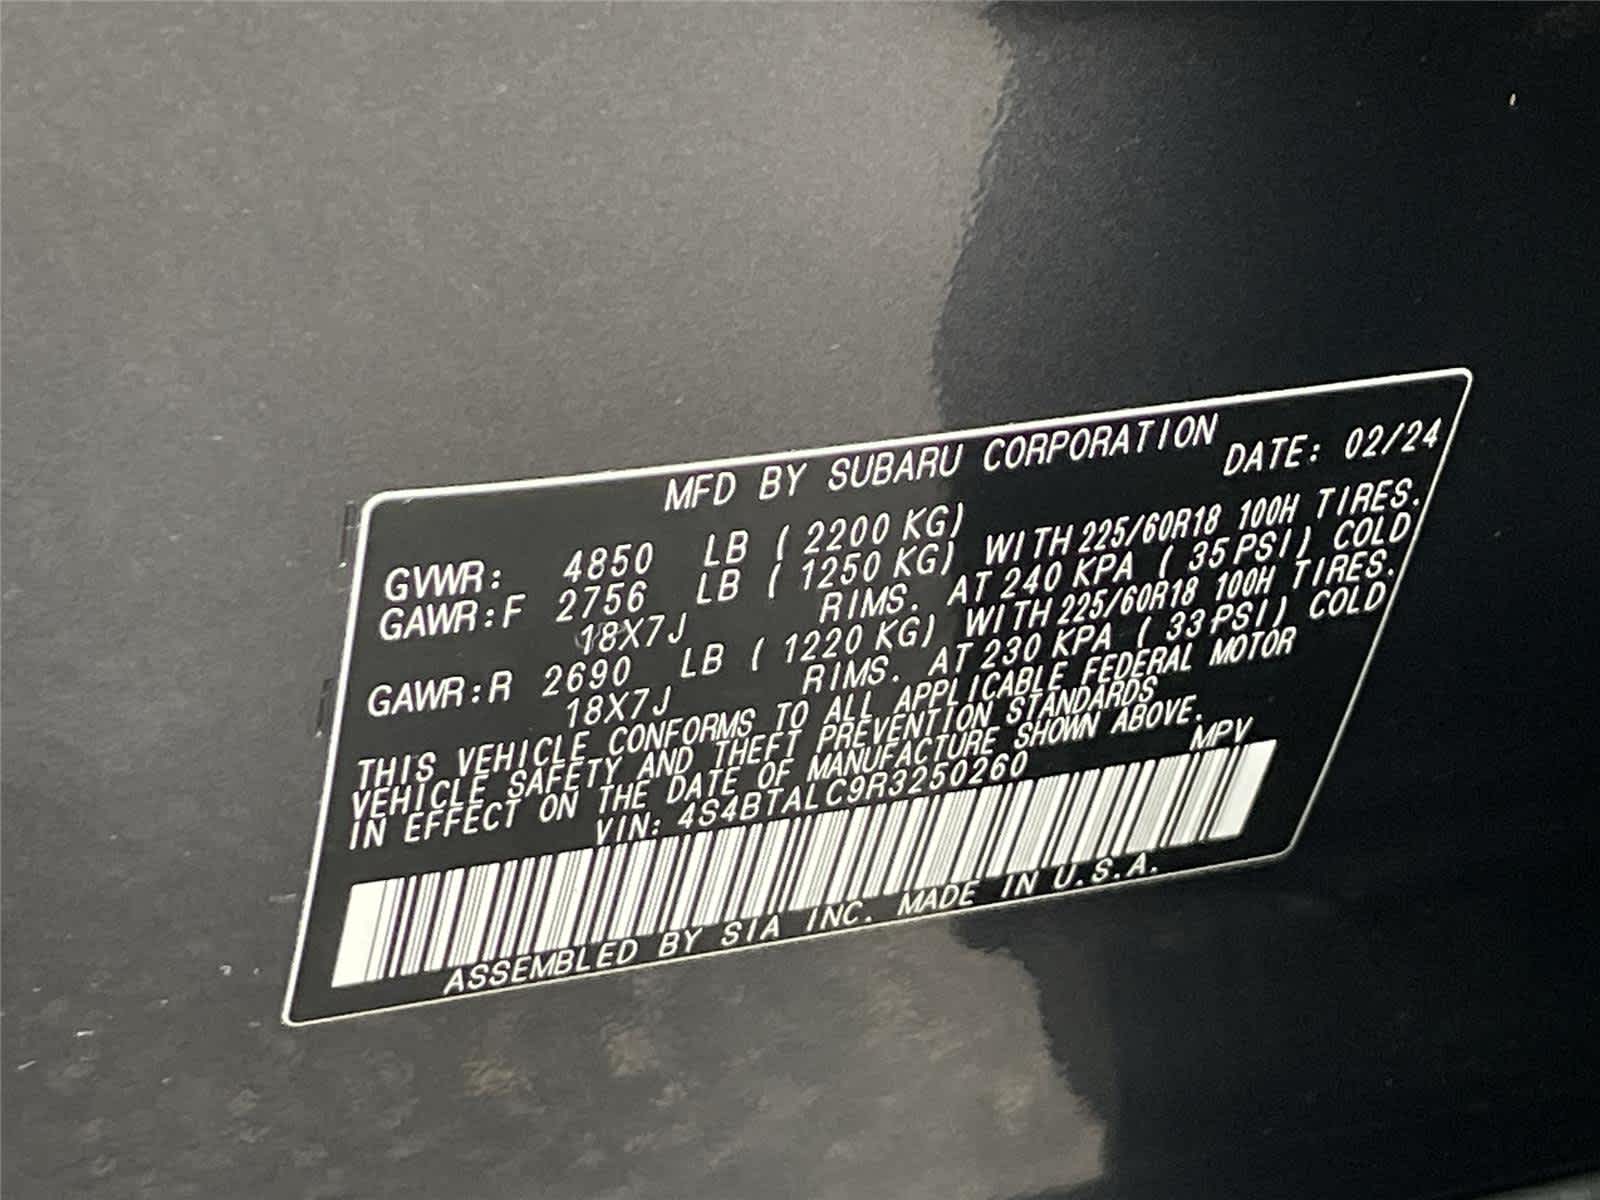 MFD BY SUBARU CORPORATION
DATE: 02/24
GVWR: 4850 LB ( 2200 KG)
GAWR:F 2756 LB ( 1250 KG) WITH 225/60R18 100H TIRES.
18X7J RIMS. AT 240 KPA ( 35 PSI) COLD
GAWR:R 2690 LB ( 1220 KG) WITH 225/60R18 100H TIRES.
18X7J RIMS. AT 230 KPA ( 33 PSI) COLD
THIS VEHICLE CONFORMS TO ALL APPLICABLE FEDERAL MOTOR
VEHICLE SAFETY AND THEFT PREVENTION STANDARDS
IN EFFECT ON THE DATE OF MANUFACTURE SHOWN ABOVE.
VIN: 4S4BTALC9R3250260 MPV
ASSEMBLED BY SIA INC. MADE IN U.S.A.